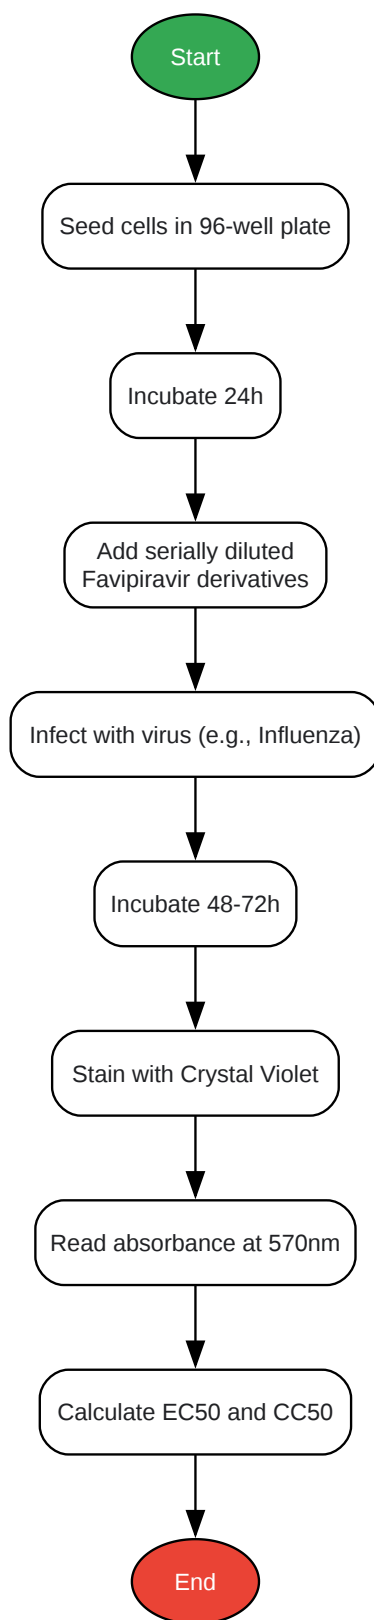 Start
Seed cells in 96-well plate
Incubate 24h
Add serially diluted
Favipiravir derivatives
Infect with virus (e.g., Influenza)
Incubate 48-72h
Stain with Crystal Violet
Read absorbance at 570nm
Calculate EC50 and CC50
End